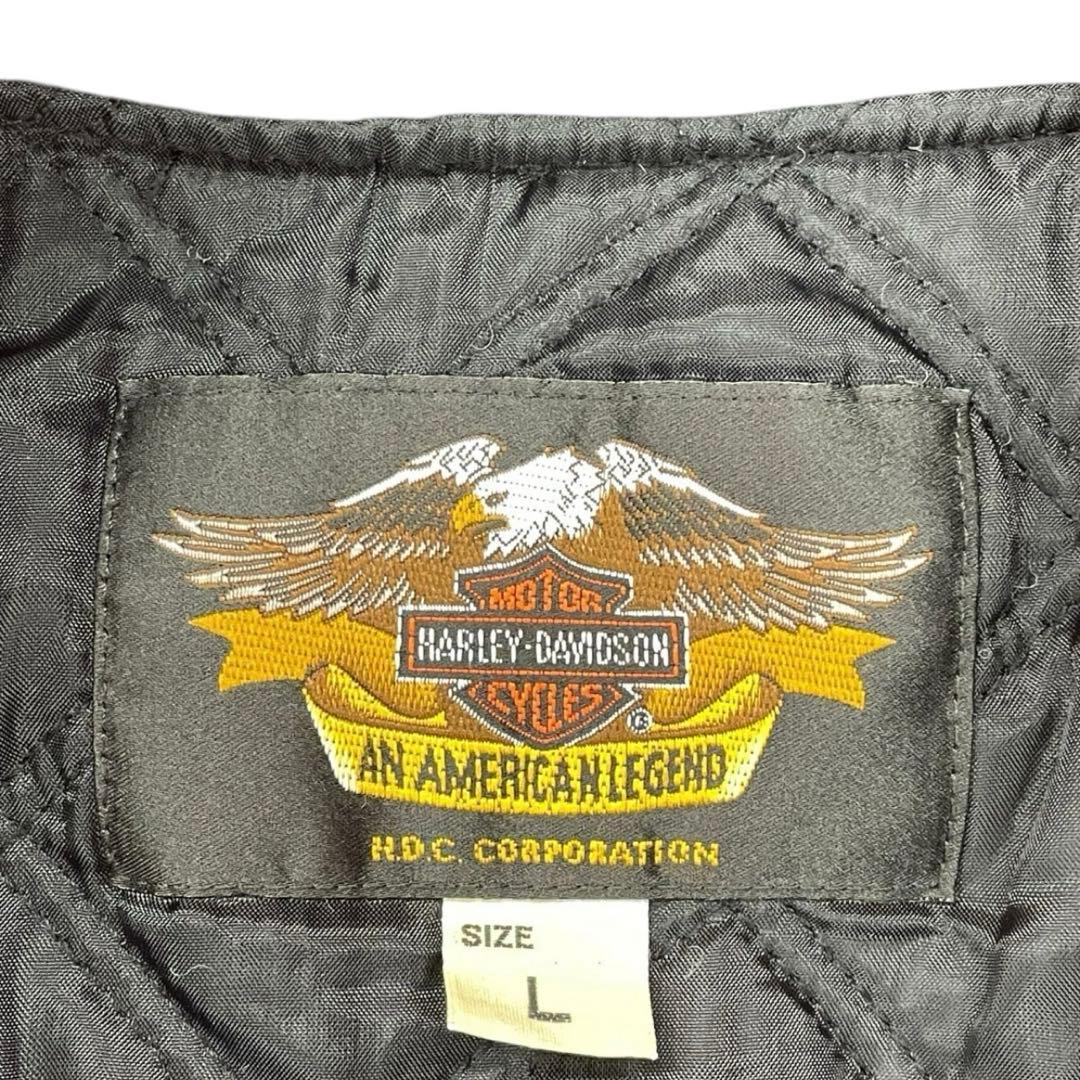 MOTOR
HARLEY-DAVIDSON
CYCLES
AN AMERICAN LEGEND
H.D.C. CORPORATION
SIZE
L